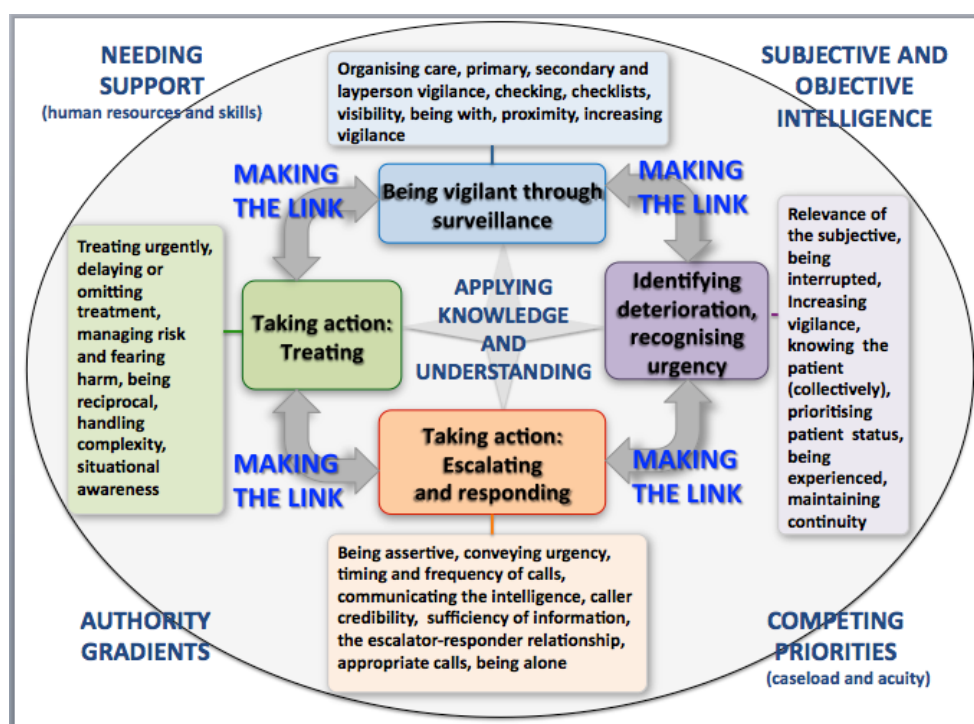 NEEDING
SUPPORT
(human resources and skills)
SUBJECTIVE AND
OBJECTIVE
INTELLIGENCE
Organising care, primary, secondary and
layperson vigilance, checking, checklists,
visibility, being with, proximity, increasing
vigilance
MAKING
THE LINK
Being vigilant through
surveillance
MAKING
THE LINK
Treating urgently,
delaying or
omitting
treatment,
managing risk
and fearing
harm, being
reciprocal,
handling
complexity,
situational
awareness
Taking action:
Treating
APPLYING
KNOWLEDGE
AND
UNDERSTANDING
Identifying
deterioration,
recognising
urgency
Relevance of
the subjective,
being
interrupted,
Increasing
vigilance,
knowing the
patient
(collectively),
prioritising
patient status,
being
experienced,
maintaining
continuity
MAKING
THE LINK
Taking action:
Escalating
and responding
MAKING
THE LINK
Being assertive, conveying urgency,
timing and frequency of calls,
communicating the intelligence, caller
credibility, sufficiency of information,
the escalator-responder relationship,
appropriate calls, being alone
AUTHORITY
GRADIENTS
COMPETING
PRIORITIES
(caseload and acuity)